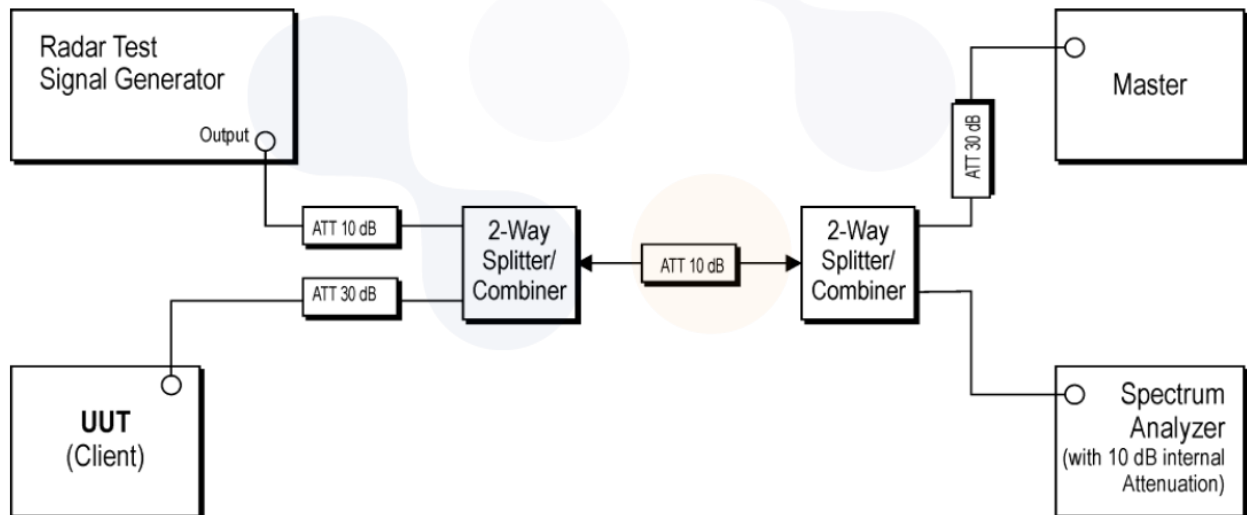 Radar Test
Signal Generator
Output
Master
ATT 30 dB
ATT 10 dB
2-Way
Splitter/
Combiner
ATT 10 dB
2-Way
Splitter/
Combiner
ATT 30 dB
UUT
(Client)
Spectrum
Analyzer
(with 10 dB internal
Attenuation)